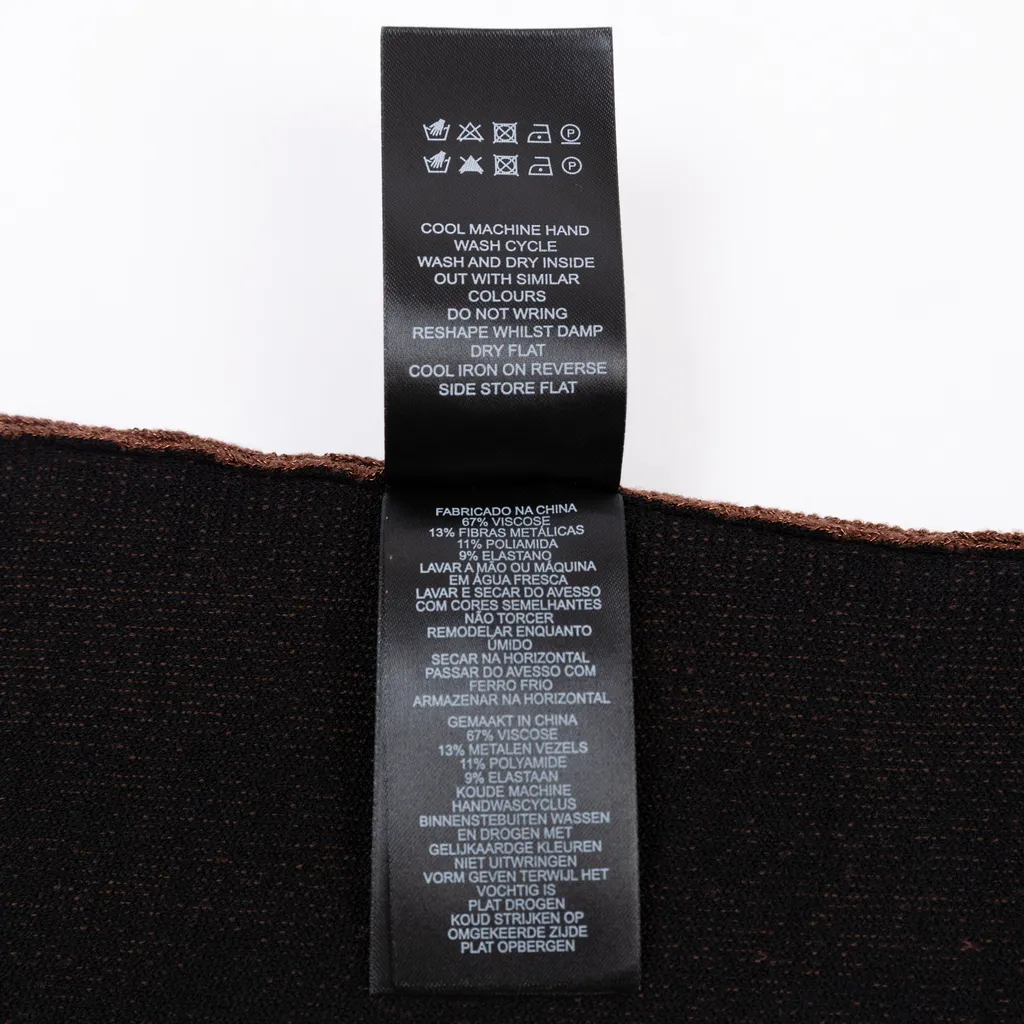 COOL MACHINE HAND
WASH CYCLE
WASH AND DRY INSIDE
OUT WITH SIMILAR
COLOURS
DO NOT WRING
RESHAPE WHILST DAMP
DRY FLAT
COOL IRON ON REVERSE
SIDE STORE FLAT
FABRICADO NA CHINA
67% VISCOSE
13% FIBRAS METÁLICAS
11% POLIAMIDA
9% ELASTANO
LAVAR A MÃO OU MÁQUINA
EM ÁGUA FRESCA
LAVAR E SECAR DO AVESSO
COM CORES SEMELHANTES
NÃO TORCER
REMODELAR ENQUANTO
ÚMIDO
SECAR NA HORIZONTAL
PASSAR DO AVESSO COM
FERRO FRIO
ARMAZENAR NA HORIZONTAL
GEMAAKT IN CHINA
67% VISCOSE
13% METALEN VEZELS
11% POLYAMIDE
9% ELASTAAN
KOUDE MACHINE
HANDWASCYCLUS
BINNENSTEBUITEN WASSEN
EN DROGEN MET
GELIJKAARDGE KLEUREN
NIET UITWRINGEN
VORM GEVEN TERWIJL HET
VOCHTIG IS
PLAT DROGEN
KOUD STRIJKEN OP
OMGEKEERDE ZIJDE
PLAT OPBERGEN